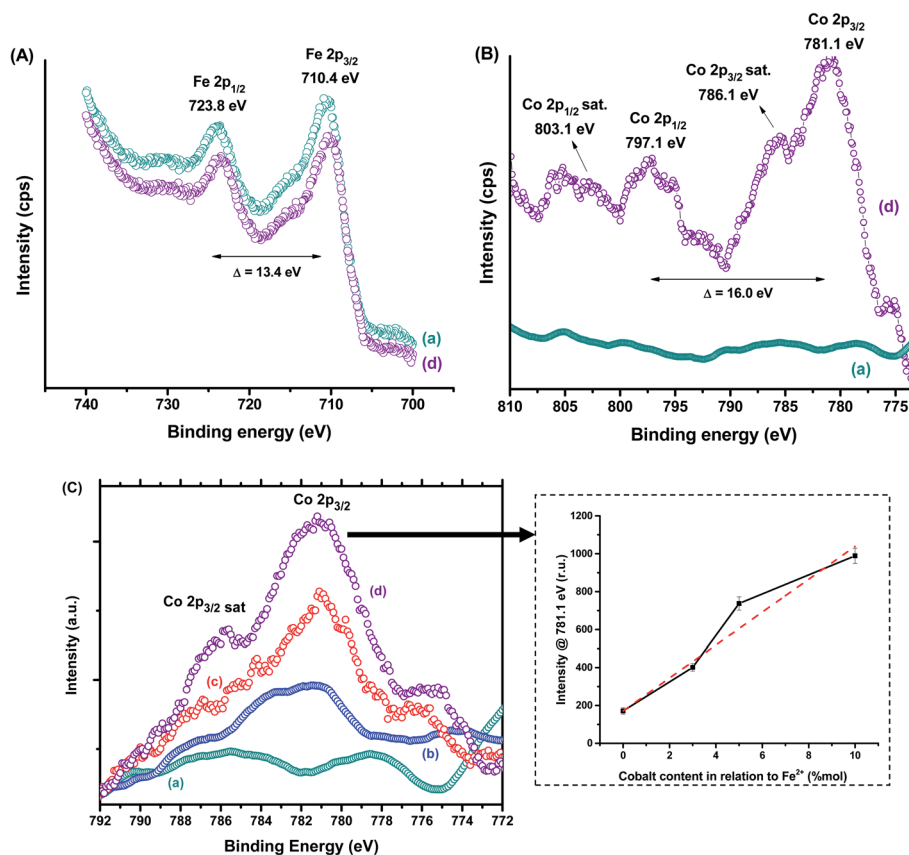 (A)
Fe 2p1/2
723.8 eV
Fe 2p3/2
710.4 eV
Δ = 13.4 eV
(a)
(d)
Intensity (cps)
740 730 720 710 700
Binding energy (eV)
(B)
Co 2p3/2
781.1 eV
Co 2p3/2 sat.
786.1 eV
Co 2p1/2 sat.
803.1 eV
Co 2p1/2
797.1 eV
(d)
Δ = 16.0 eV
(a)
Intensity (cps)
810 805 800 795 790 785 780 775
Binding energy (eV)
(C)
Co 2p3/2
Co 2p3/2 sat
(d)
(c)
(b)
(a)
Intensity (a.u.)
792 790 788 786 784 782 780 778 776 774 772
Binding Energy (eV)
1200
1000
800
600
400
200
0
Intensity @ 781.1 eV (r.u.)
0 1 2 3 4 5 6 7 8 9 10
Cobalt content in relation to Fe²⁺ (%mol)